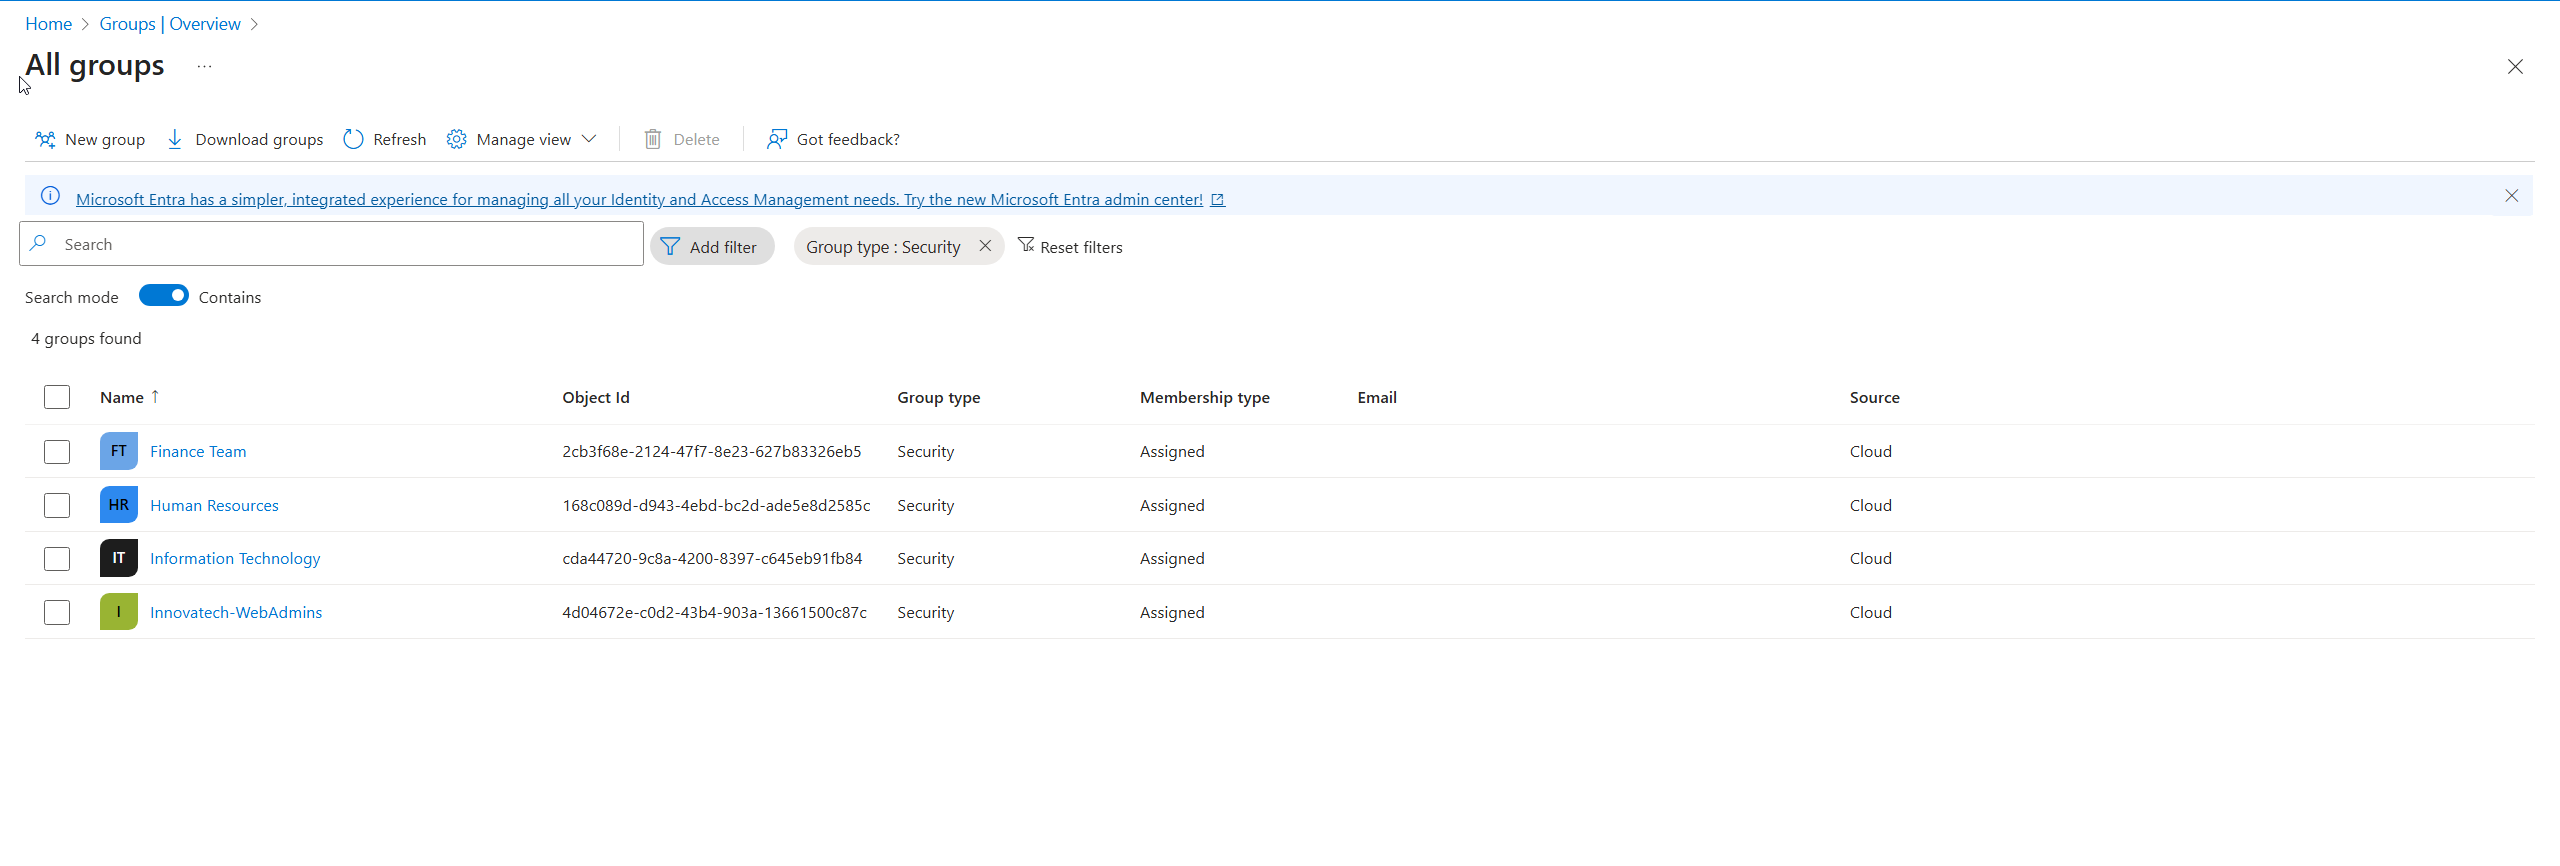 Home > Groups | Overview >
All groups ...
New group Download groups Refresh Manage view Delete Got feedback?
Microsoft Entra has a simpler, integrated experience for managing all your Identity and Access Management needs. Try the new Microsoft Entra admin center!
Search Add filter Group type : Security Reset filters
Search mode Contains
4 groups found
Name ↑ Object Id Group type Membership type Email Source
FT Finance Team 2cb3f68e-2124-47f7-8e23-627b83326eb5 Security Assigned Cloud
HR Human Resources 168c089d-d943-4ebd-bc2d-ade5e8d2585c Security Assigned Cloud
IT Information Technology cda44720-9c8a-4200-8397-c645eb91fb84 Security Assigned Cloud
I Innovatech-WebAdmins 4d04672e-c0d2-43b4-903a-13661500c87c Security Assigned Cloud